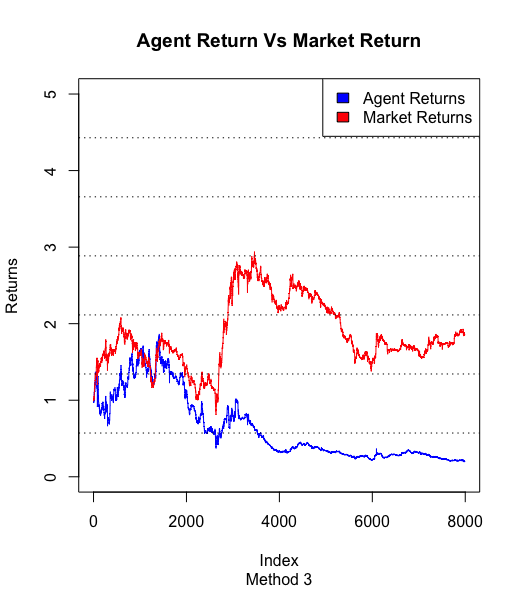 Agent Return Vs Market Return
Agent Returns
Market Returns
Returns
5
4
3
2
1
0
0 2000 4000 6000 8000
Index
Method 3